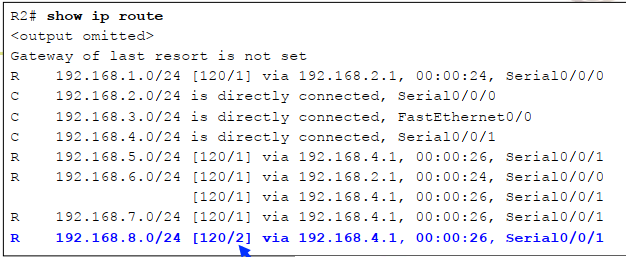 R2# show ip route
<output omitted>
Gateway of last resort is not set
R 192.168.1.0/24 [120/1] via 192.168.2.1, 00:00:24, Serial0/0/0
C 192.168.2.0/24 is directly connected, Serial0/0/0
C 192.168.3.0/24 is directly connected, FastEthernet0/0
C 192.168.4.0/24 is directly connected, Serial0/0/1
R 192.168.5.0/24 [120/1] via 192.168.4.1, 00:00:26, Serial0/0/1
R 192.168.6.0/24 [120/1] via 192.168.2.1, 00:00:24, Serial0/0/0
[120/1] via 192.168.4.1, 00:00:26, Serial0/0/1
R 192.168.7.0/24 [120/1] via 192.168.4.1, 00:00:26, Serial0/0/1
R 192.168.8.0/24 [120/2] via 192.168.4.1, 00:00:26, Serial0/0/1